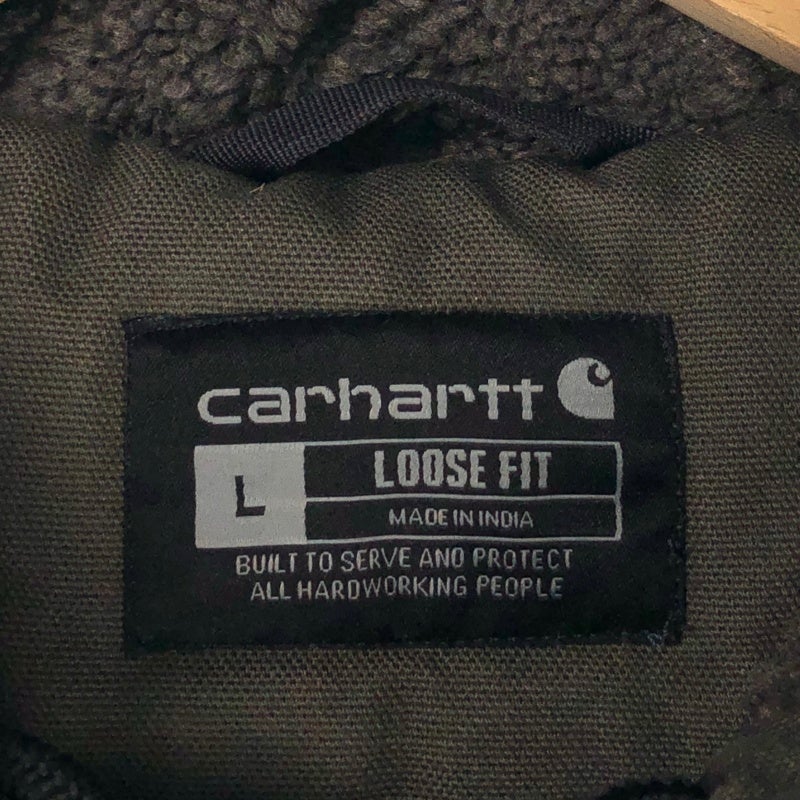 carhartt
L
LOOSE FIT
MADE IN INDIA
BUILT TO SERVE AND PROTECT
ALL HARDWORKING PEOPLE